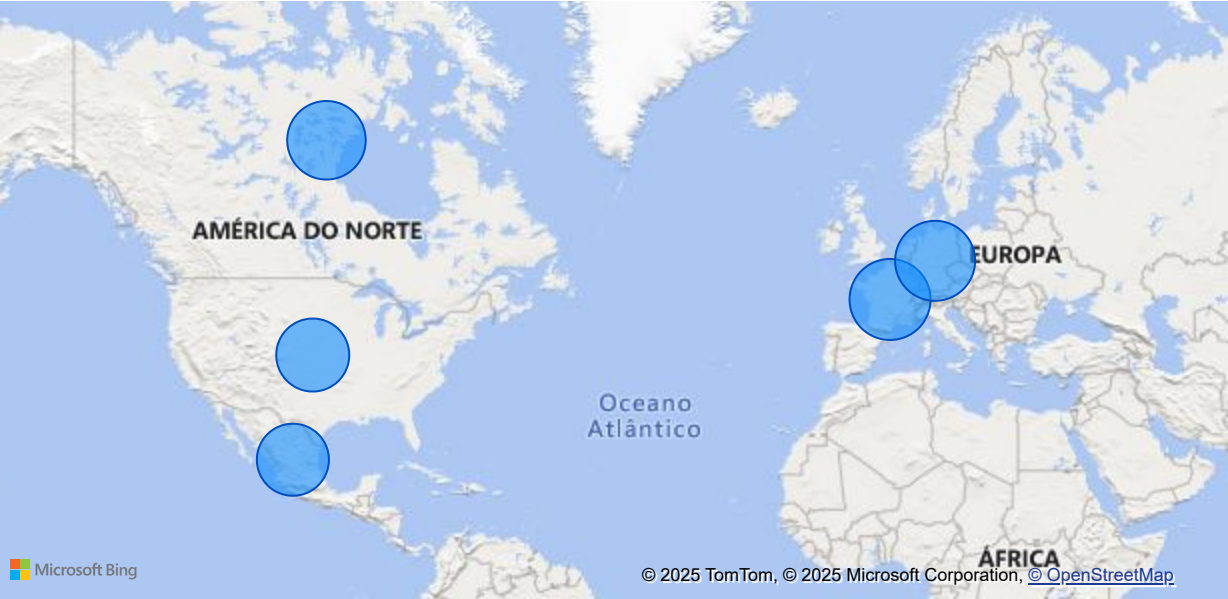 AMÉRICA DO NORTE
EUROPA
Oceano
Atlântico
ÁFRICA
Microsoft Bing
© 2025 TomTom, © 2025 Microsoft Corporation, © OpenStreetMap